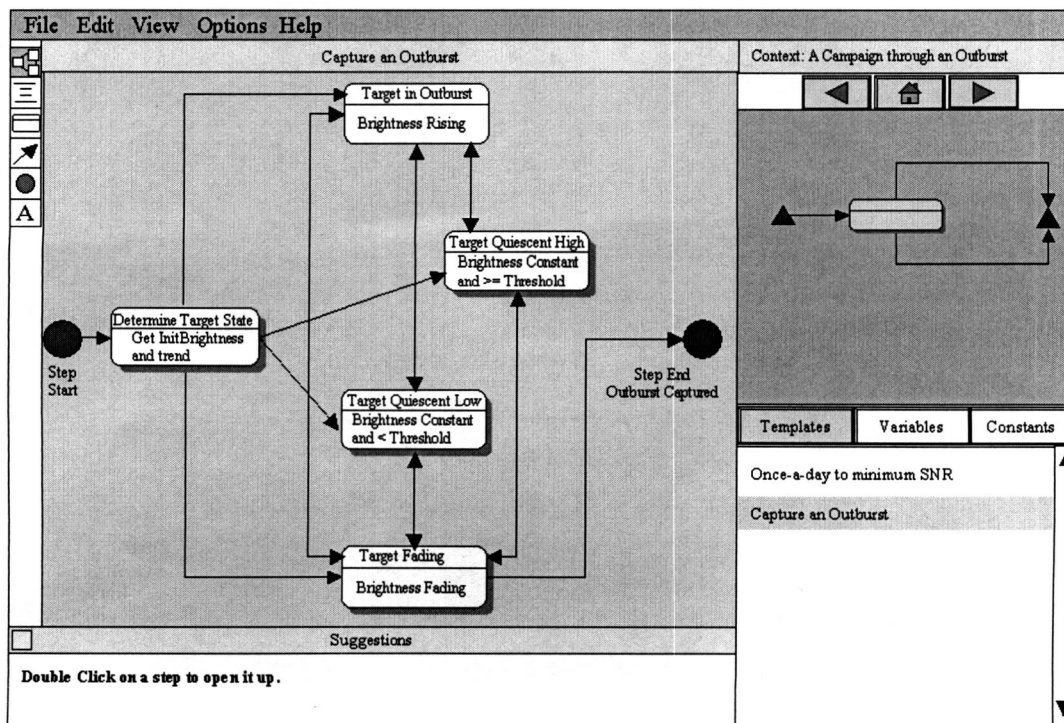 File Edit View Options Help
Capture an Outburst
Context: A Campaign through an Outburst
Target in Outburst
Brightness Rising
Target Quiescent High
Brightness Constant
and >= Threshold
Determine Target State
Get InitBrightness
and trend
Step
Start
Step End
Outburst Captured
Target Quiescent Low
Brightness Constant
and < Threshold
Target Fading
Brightness Fading
A
Templates Variables Constants
Once-a-day to minimum SNR
Capture an Outburst
Suggestions
Double Click on a step to open it up.